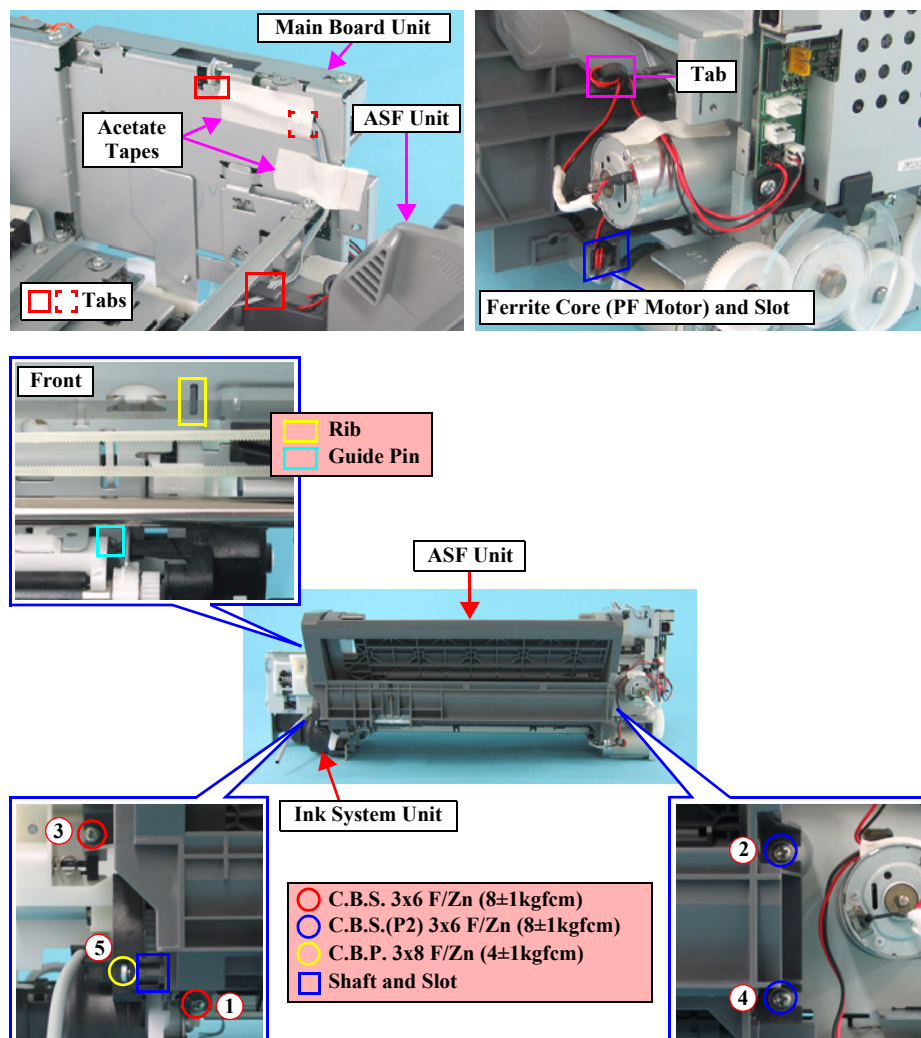 Main Board Unit
Acetate
Tapes
ASF Unit
Tabs
Tab
Ferrite Core (PF Motor) and Slot
Front
Rib
Guide Pin
ASF Unit
Ink System Unit
3
5
1
C.B.S. 3x6 F/Zn (8±1kgfcm)
C.B.S.(P2) 3x6 F/Zn (8±1kgfcm)
C.B.P. 3x8 F/Zn (4±1kgfcm)
Shaft and Slot
2
4